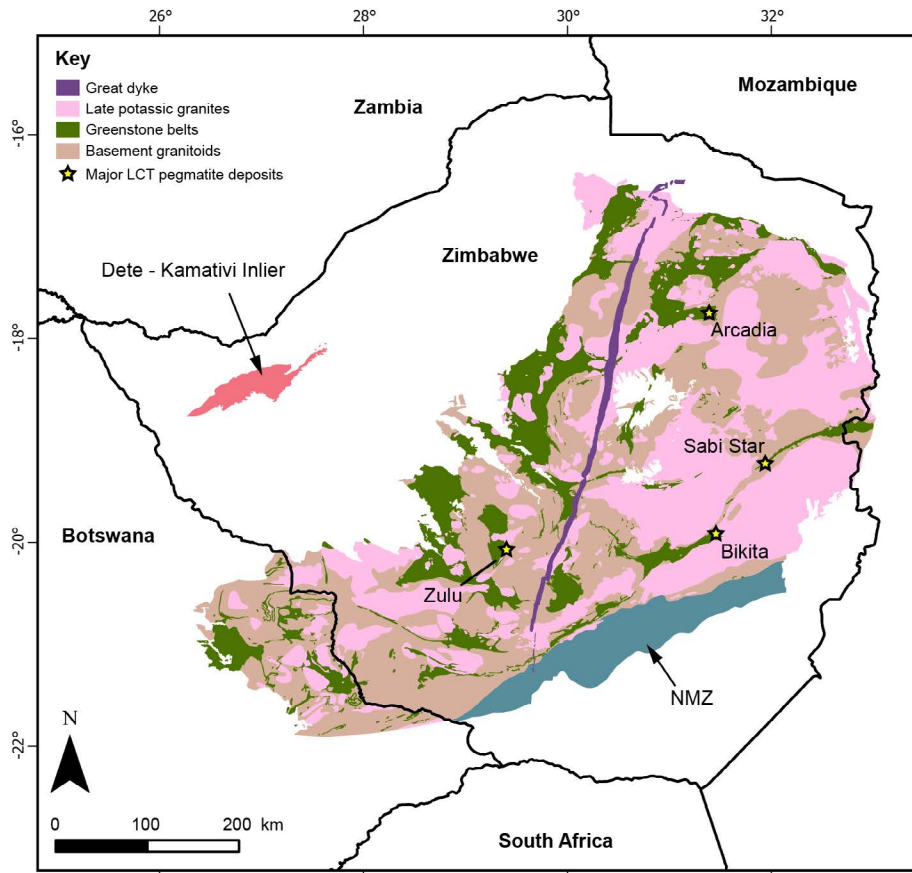 26° 28° 30° 32°
Key
Great dyke
Late potassic granites
Greenstone belts
Basement granitoids
Major LCT pegmatite deposits
Zambia
Mozambique
-16°
Zimbabwe
Dete - Kamativi Inlier
-18°
Arcadia
Sabi Star
-20°
Botswana
Bikita
Zulu
NMZ
N
-22°
0 100 200 km
South Africa